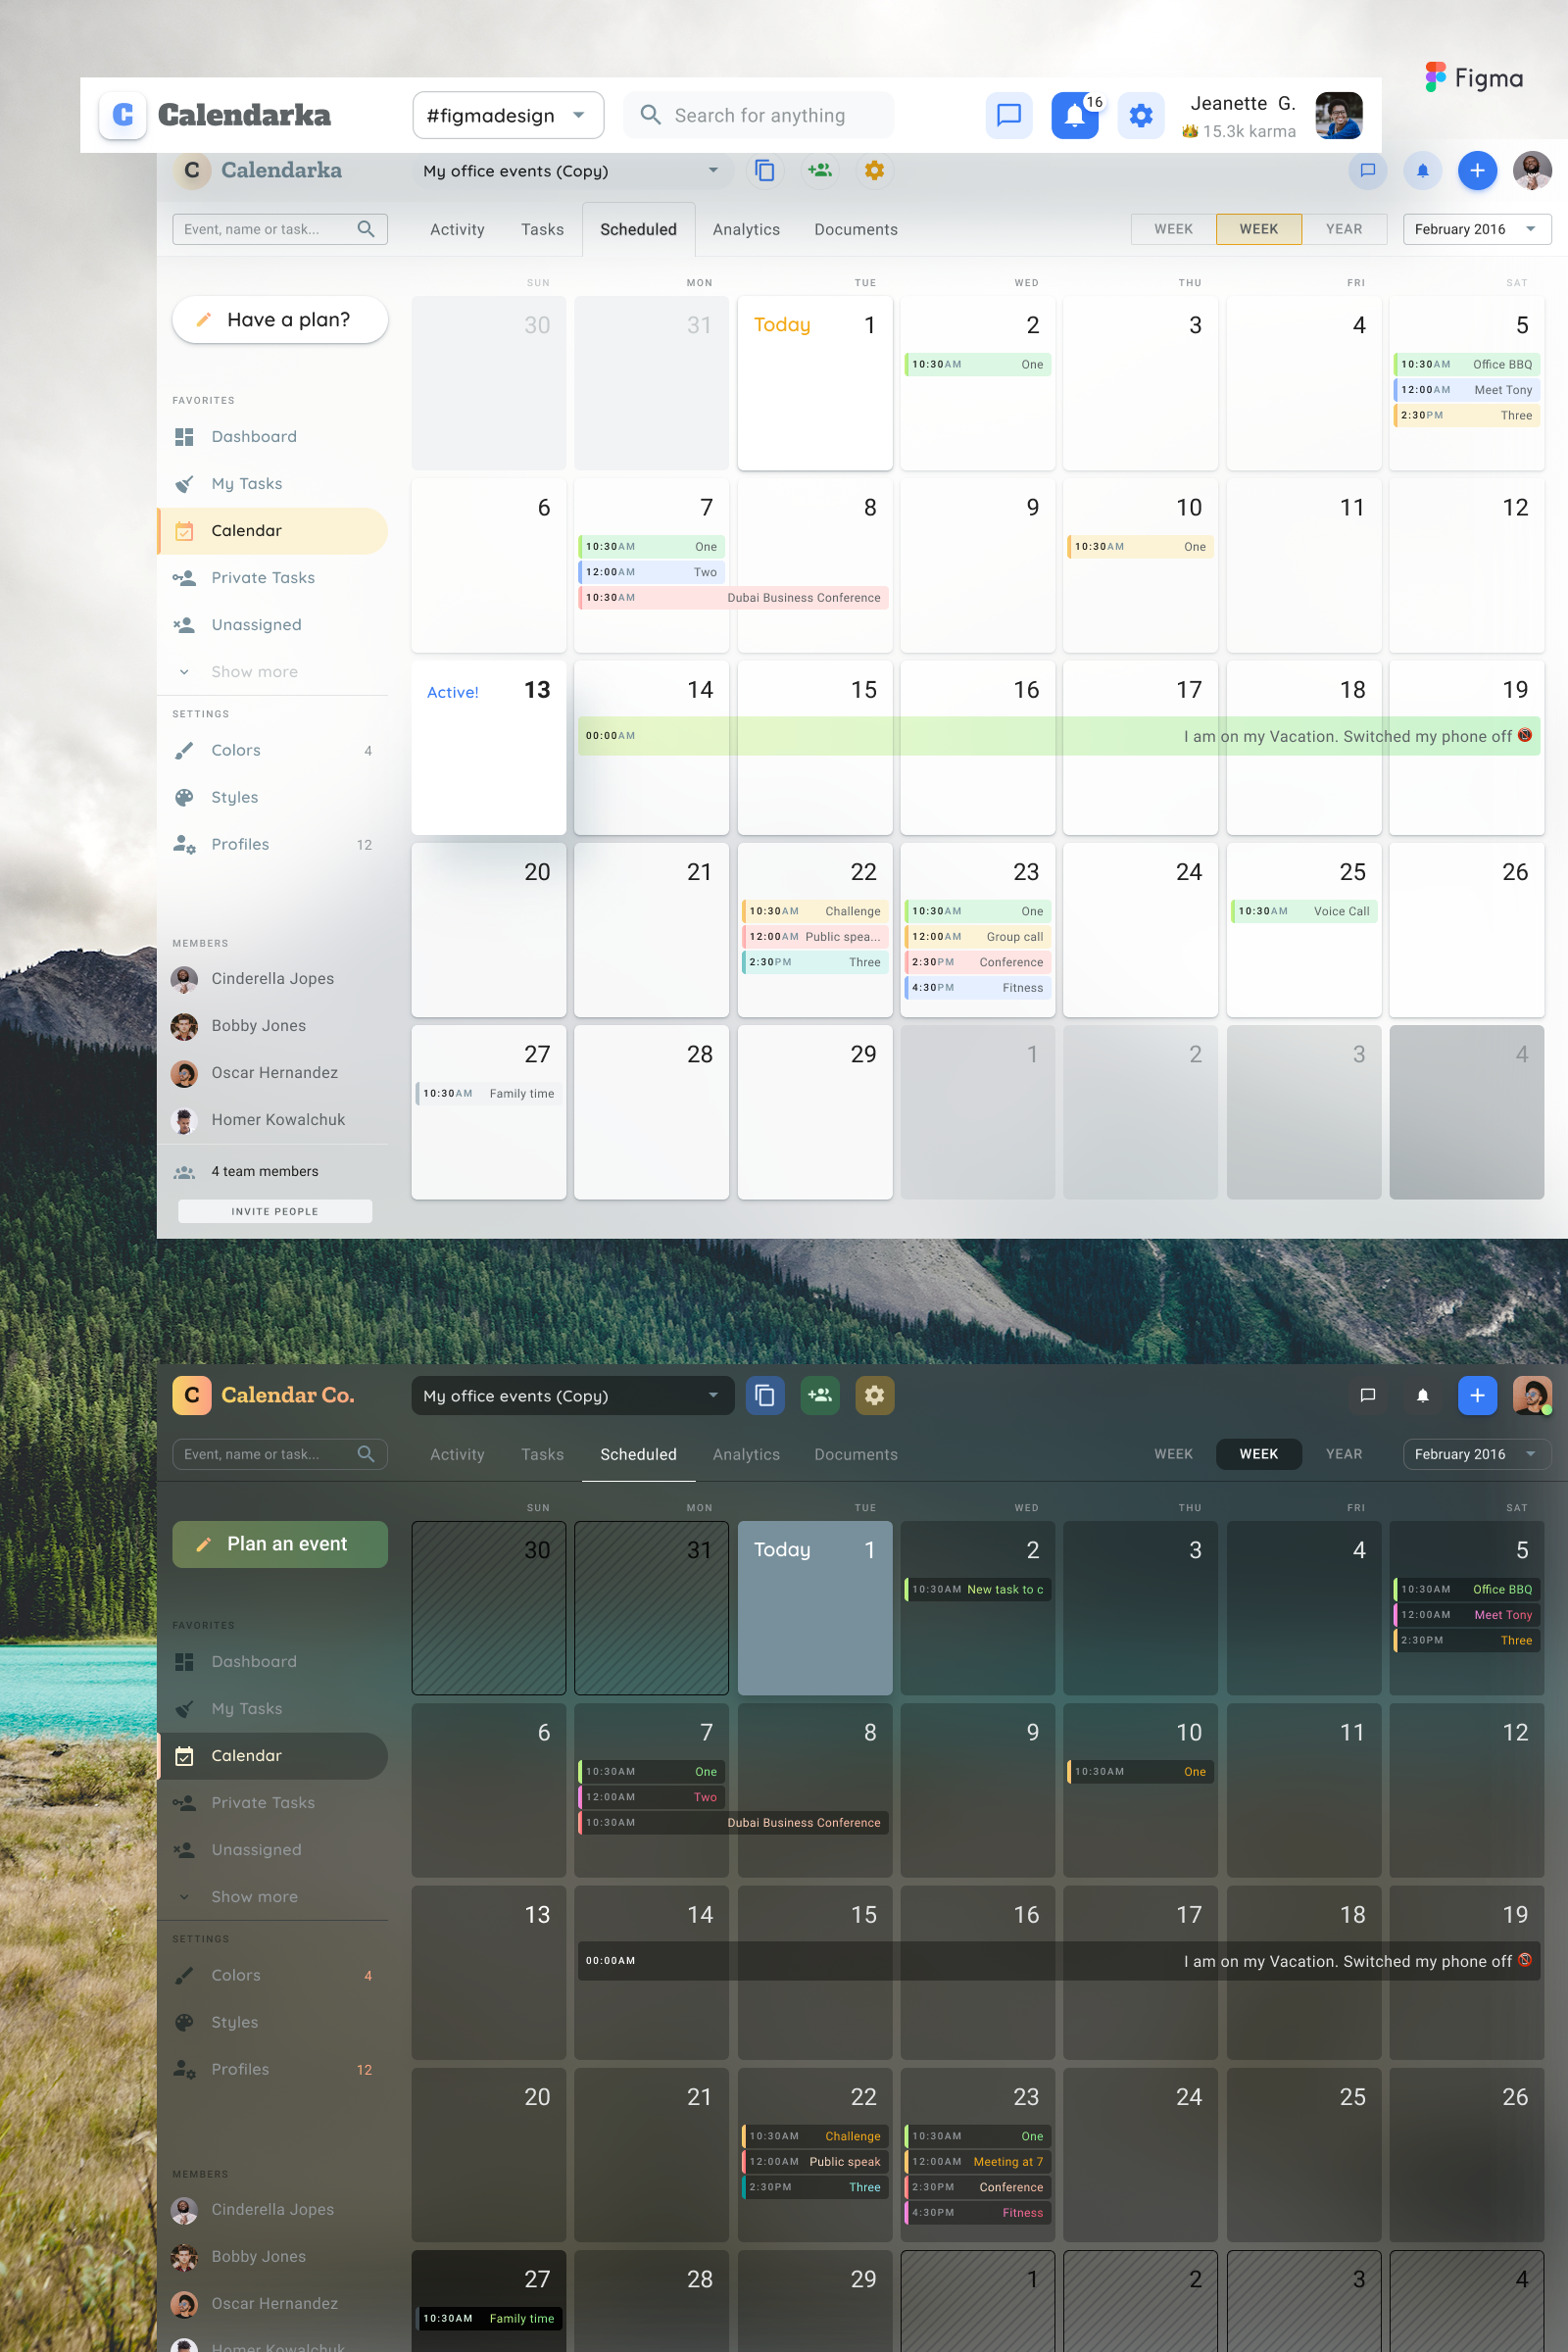 Figma
C Calendarka
#figmadesign
Search for anything
16
Jeanette G.
15.3k karma
C Calendarka
My office events (Copy)
Event, name or task...
Activity Tasks Scheduled Analytics Documents
WEEK WEEK YEAR
February 2016
Have a plan?
FAVORITES
Dashboard
My Tasks
Calendar
Private Tasks
Unassigned
Show more
SETTINGS
Colors 4
Styles
Profiles 12
MEMBERS
Cinderella Jopes
Bobby Jones
Oscar Hernandez
Homer Kowalchuk
4 team members
INVITE PEOPLE
SUN MON TUE WED THU FRI SAT
30 31 Today 1 2 3 4 5
10:30AM One
10:30AM Office BBQ
12:00AM Meet Tony
2:30PM Three
6 7 8 9 10 11 12
10:30AM One
12:00AM Two
10:30AM Dubai Business Conference
10:30AM One
Active! 13 14 15 16 17 18 19
00:00AM I am on my Vacation. Switched my phone off
20 21 22 23 24 25 26
10:30AM Challenge
12:00AM Public spea...
2:30PM Three
10:30AM One
12:00AM Group call
2:30PM Conference
4:30PM Fitness
10:30AM Voice Call
27 28 29 1 2 3 4
10:30AM Family time
C Calendar Co.
My office events (Copy)
Event, name or task...
Activity Tasks Scheduled Analytics Documents
WEEK WEEK YEAR
February 2016
Plan an event
FAVORITES
Dashboard
My Tasks
Calendar
Private Tasks
Unassigned
Show more
SETTINGS
Colors 4
Styles
Profiles 12
MEMBERS
Cinderella Jopes
Bobby Jones
Oscar Hernandez
Homer Kowalchuk
SUN MON TUE WED THU FRI SAT
30 31 Today 1 2 3 4 5
10:30AM New task to c
10:30AM Office BBQ
12:00AM Meet Tony
2:30PM Three
6 7 8 9 10 11 12
10:30AM One
12:00AM Two
10:30AM Dubai Business Conference
10:30AM One
13 14 15 16 17 18 19
00:00AM I am on my Vacation. Switched my phone off
20 21 22 23 24 25 26
10:30AM Challenge
12:00AM Public speak
2:30PM Three
10:30AM One
12:00AM Meeting at 7
2:30PM Conference
4:30PM Fitness
27 28 29 1 2 3 4
10:30AM Family time